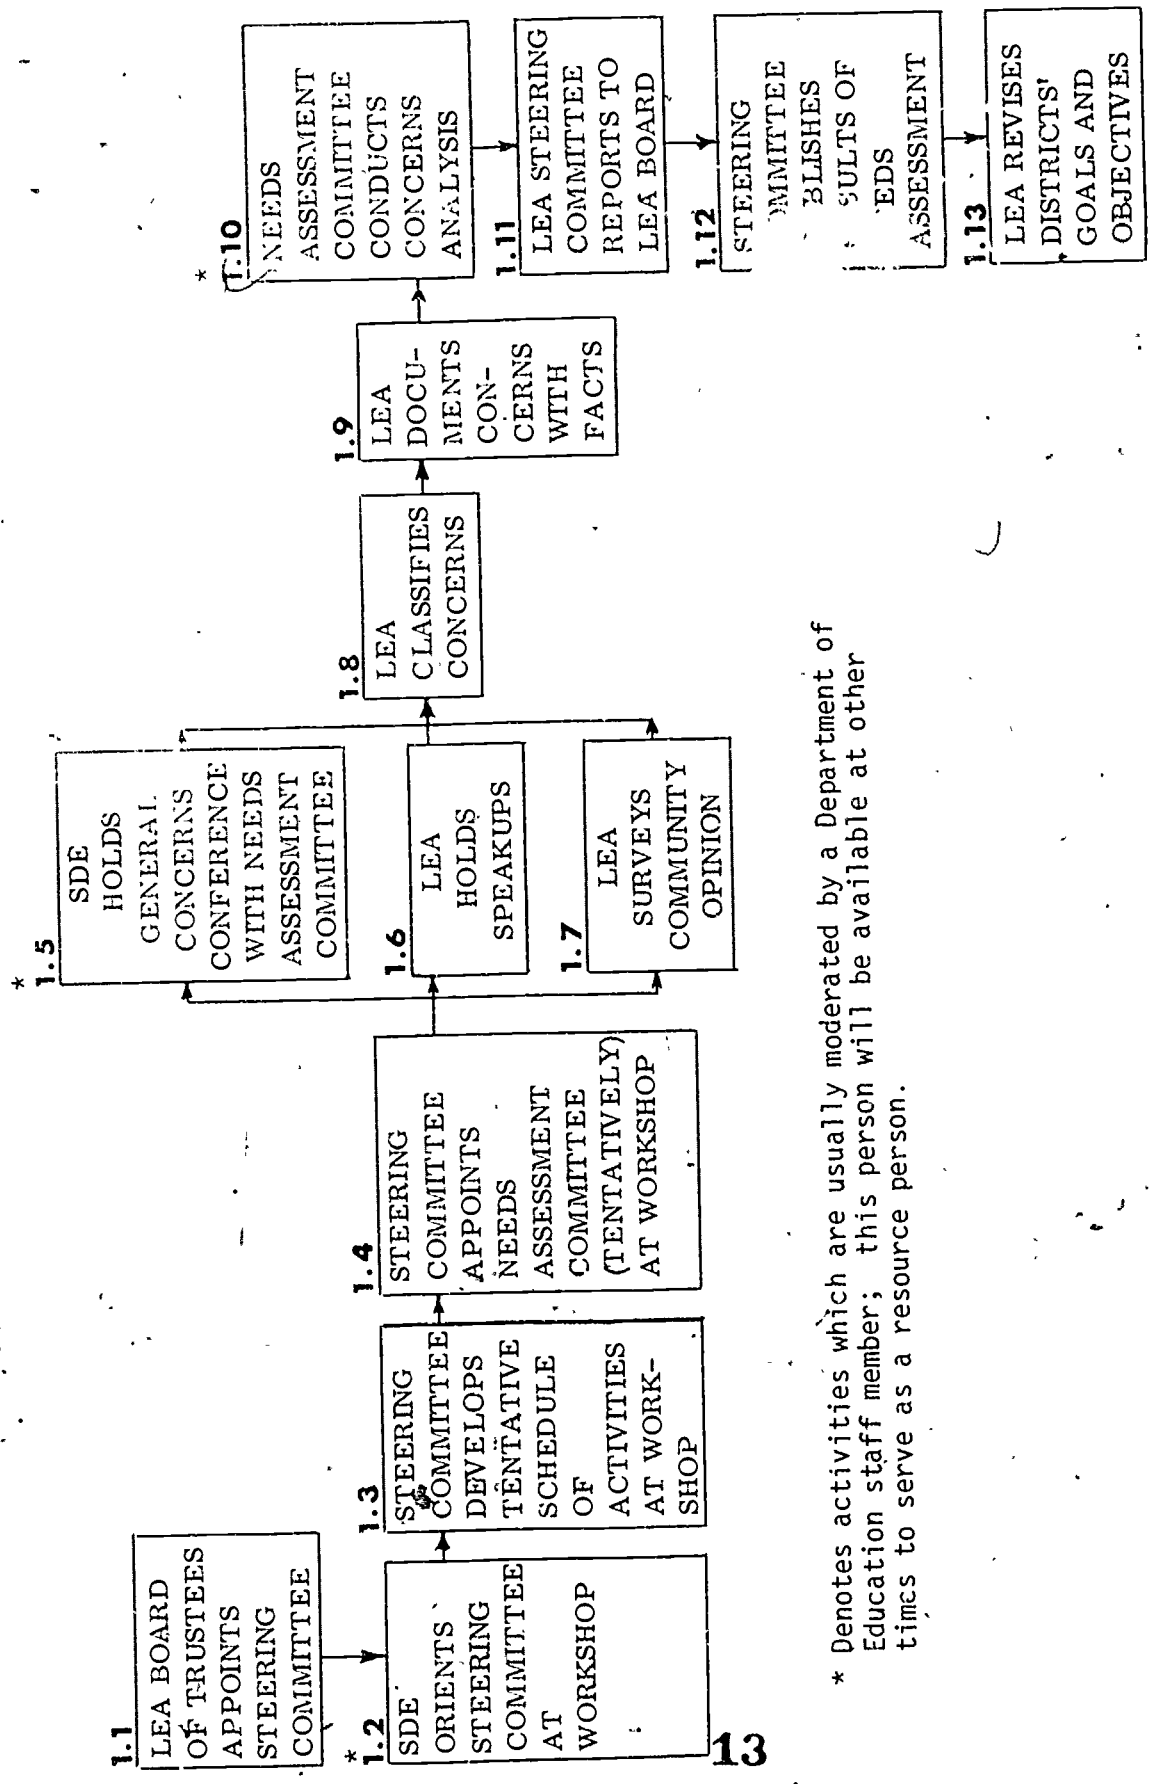 *
1.1
LEA BOARD
OF TRUSTEES
APPOINTS
STEERING
COMMITTEE
*
1.2
SDE
ORIENTS
STEERING
COMMITTEE
AT
WORKSHOP
1.3
STEERING
COMMITTEE
DEVELOPS
TENTATIVE
SCHEDULE
OF
ACTIVITIES
AT WORK-
SHOP
1.4
STEERING
COMMITTEE
APPOINTS
NEEDS
ASSESSMENT
COMMITTEE
(TENTATIVELY)
AT WORKSHOP
1.5
SDE
HOLDS
GENERAL
CONCERNS
CONFERENCE
WITH NEEDS
ASSESSMENT
COMMITTEE
1.6
LEA
HOLDS
SPEAKUPS
1.7
LEA
SURVEYS
COMMUNITY
OPINION
1.8
LEA
CLASSIFIES
CONCERNS
1.9
LEA
DOCU-
MENTS
CON-
CERNS
WITH
FACTS
*
1.10
NEEDS
ASSESSMENT
COMMITTEE
CONDUCTS
CONCERNS
ANALYSIS
1.11
LEA STEERING
COMMITTEE
REPORTS TO
LEA BOARD
1.12
STEERING
OMMITTEE
BLISHES
SULTS OF
EDS
ASSESSMENT
1.13
LEA REVISES
DISTRICTS'
GOALS AND
OBJECTIVES
* Denotes activities which are usually moderated by a Department of
Education staff member; this person will be available at other
times to serve as a resource person.
13